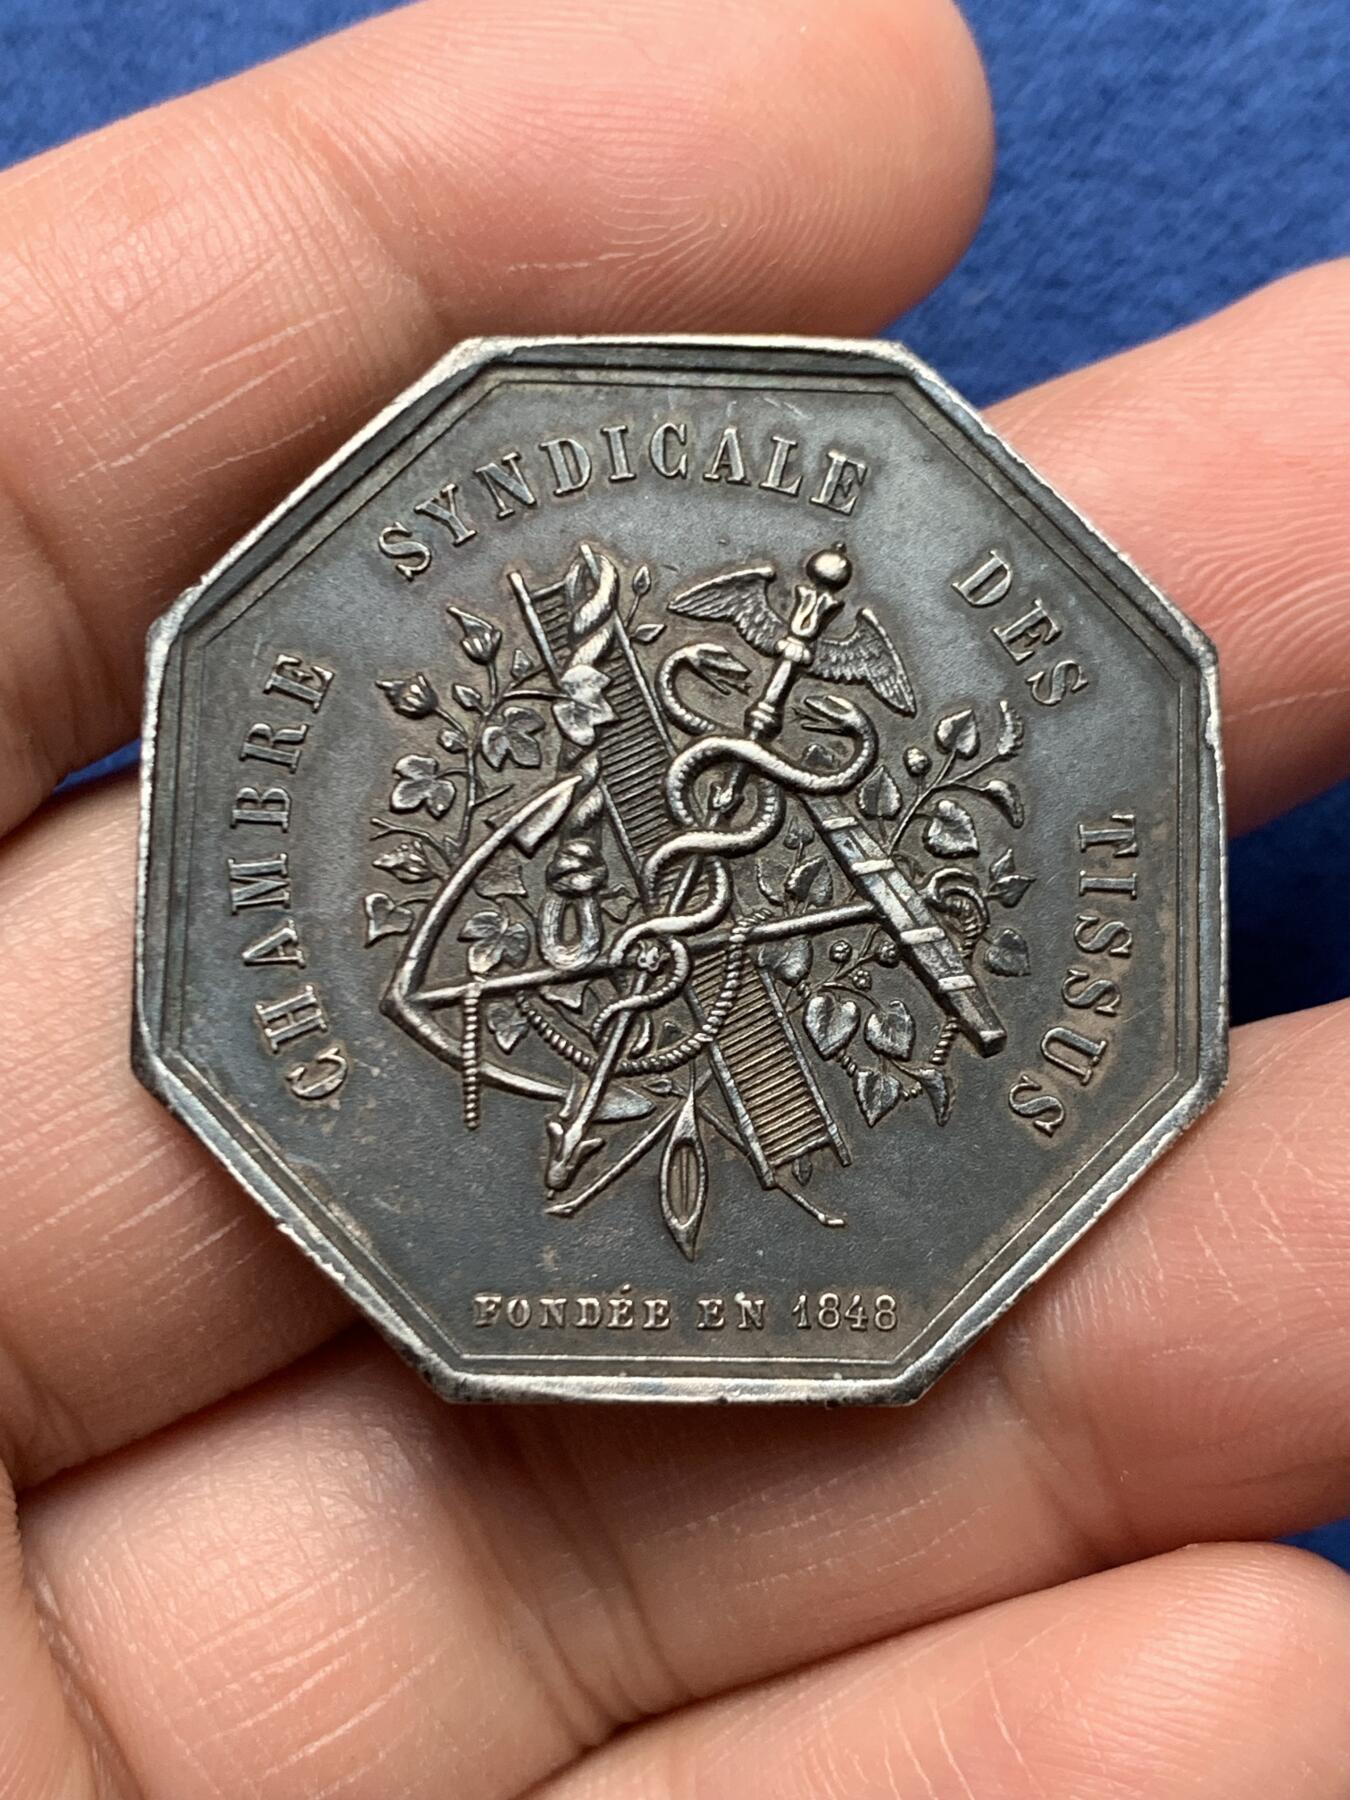 CHAMBRE SYNDICALE DES TISSUS
FONDÉE EN 1848